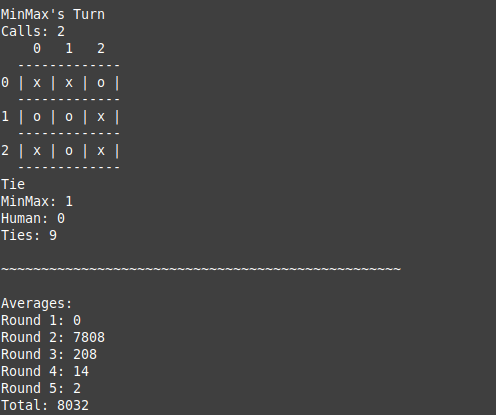 MinMax's Turn
Calls: 2
    0   1   2
  -------------
0 | x | x | o |
  -------------
1 | o | o | x |
  -------------
2 | x | o | x |
  -------------
Tie
MinMax: 1
Human: 0
Ties: 9

~~~~~~~~~~~~~~~~~~~~~~~~~~~~~~~~~~~~~~~~~~~~~~~~~~

Averages:
Round 1: 0
Round 2: 7808
Round 3: 208
Round 4: 14
Round 5: 2
Total: 8032